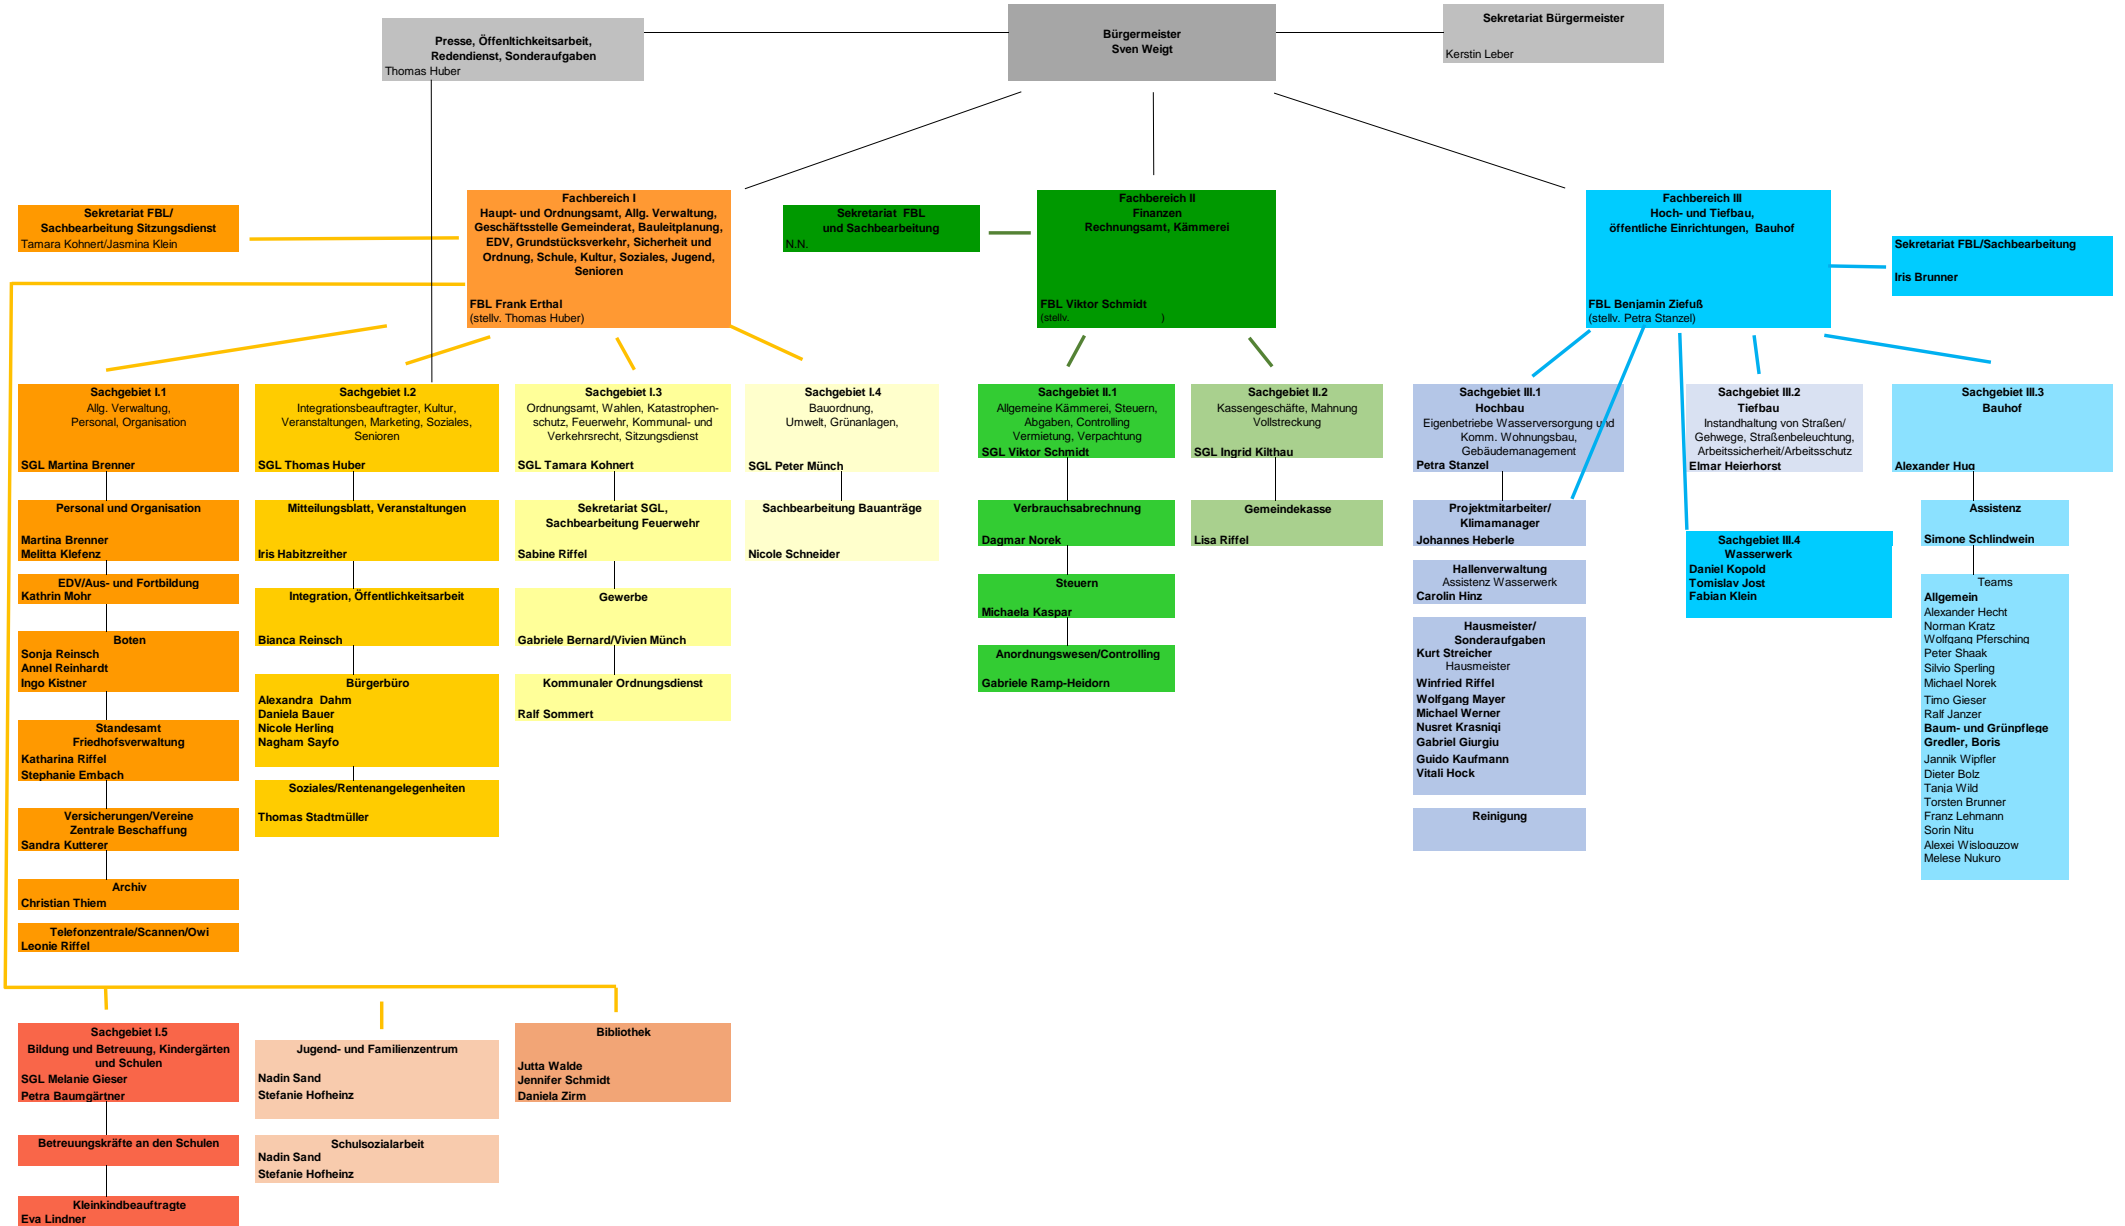 Presse, Öffenltichkeitsarbeit,
Redendienst, Sonderaufgaben
Thomas Huber
Bürgermeister
Sven Weigt
Sekretariat Bürgermeister
Kerstin Leber
Sekretariat FBL/
Sachbearbeitung Sitzungsdienst
Tamara Kohnert/Jasmina Klein
Fachbereich I
Haupt- und Ordnungsamt, Allg. Verwaltung,
Geschäftsstelle Gemeinderat, Bauleitplanung,
EDV, Grundstücksverkehr, Sicherheit und
Ordnung, Schule, Kultur, Soziales, Jugend,
Senioren
FBL Frank Erthal
(stellv. Thomas Huber)
Sekretariat FBL
und Sachbearbeitung
N.N.
Fachbereich II
Finanzen
Rechnungsamt, Kämmerei
FBL Viktor Schmidt
(stellv. )
Fachbereich III
Hoch- und Tiefbau,
öffentliche Einrichtungen, Bauhof
FBL Benjamin Ziefuß
(stellv. Petra Stanzel)
Sekretariat FBL/Sachbearbeitung
Iris Brunner
Sachgebiet I.1
Allg. Verwaltung,
Personal, Organisation
SGL Martina Brenner
Personal und Organisation
Martina Brenner
Melitta Klefenz
EDV/Aus- und Fortbildung
Kathrin Mohr
Boten
Sonja Reinsch
Annel Reinhardt
Ingo Kistner
Standesamt
Friedhofsverwaltung
Katharina Riffel
Stephanie Embach
Versicherungen/Vereine
Zentrale Beschaffung
Sandra Kutterer
Archiv
Christian Thiem
Telefonzentrale/Scannen/Owi
Leonie Riffel
Sachgebiet I.2
Integrationsbeauftragter, Kultur,
Veranstaltungen, Marketing, Soziales,
Senioren
SGL Thomas Huber
Mitteilungsblatt, Veranstaltungen
Iris Habitzreither
Integration, Öffentlichkeitsarbeit
Bianca Reinsch
Bürgerbüro
Alexandra Dahm
Daniela Bauer
Nicole Herling
Nagham Sayfo
Soziales/Rentenangelegenheiten
Thomas Stadtmüller
Sachgebiet I.3
Ordnungsamt, Wahlen, Katastrophen-
schutz, Feuerwehr, Kommunal- und
Verkehrsrecht, Sitzungsdienst
SGL Tamara Kohnert
Sekretariat SGL,
Sachbearbeitung Feuerwehr
Sabine Riffel
Gewerbe
Gabriele Bernard/Vivien Münch
Kommunaler Ordnungsdienst
Ralf Sommert
Sachgebiet I.4
Bauordnung,
Umwelt, Grünanlagen,
SGL Peter Münch
Sachbearbeitung Bauanträge
Nicole Schneider
Sachgebiet II.1
Allgemeine Kämmerei, Steuern,
Abgaben, Controlling
Vermietung, Verpachtung
SGL Viktor Schmidt
Verbrauchsabrechnung
Dagmar Norek
Steuern
Michaela Kaspar
Anordnungswesen/Controlling
Gabriele Ramp-Heidorn
Sachgebiet II.2
Kassengeschäfte, Mahnung
Vollstreckung
SGL Ingrid Kilthau
Gemeindekasse
Lisa Riffel
Sachgebiet III.1
Hochbau
Eigenbetriebe Wasserversorgung und
Komm. Wohnungsbau,
Gebäudemanagement
Petra Stanzel
Projektmitarbeiter/
Klimamanager
Johannes Heberle
Hallenverwaltung
Assistenz Wasserwerk
Carolin Hinz
Hausmeister/
Sonderaufgaben
Kurt Streicher
Hausmeister
Winfried Riffel
Wolfgang Mayer
Michael Werner
Nusret Krasniqi
Gabriel Giurgiu
Guido Kaufmann
Vitali Hock
Reinigung
Sachgebiet III.2
Tiefbau
Instandhaltung von Straßen/
Gehwege, Straßenbeleuchtung,
Arbeitssicherheit/Arbeitsschutz
Elmar Heierhorst
Sachgebiet III.4
Wasserwerk
Daniel Kopold
Tomislav Jost
Fabian Klein
Sachgebiet III.3
Bauhof
Alexander Hug
Assistenz
Simone Schlindwein
Teams
Allgemein
Alexander Hecht
Norman Kratz
Wolfgang Pfersching
Peter Shaak
Silvio Sperling
Michael Norek
Timo Gieser
Ralf Janzer
Baum- und Grünpflege
Gredler, Boris
Jannik Wipfler
Dieter Bolz
Tanja Wild
Torsten Brunner
Franz Lehmann
Sorin Nitu
Alexei Wisloguzow
Melese Nukuro
Sachgebiet I.5
Bildung und Betreuung, Kindergärten
und Schulen
SGL Melanie Gieser
Petra Baumgärtner
Betreuungskräfte an den Schulen
Kleinkindbeauftragte
Eva Lindner
Jugend- und Familienzentrum
Nadin Sand
Stefanie Hofheinz
Schulsozialarbeit
Nadin Sand
Stefanie Hofheinz
Bibliothek
Jutta Walde
Jennifer Schmidt
Daniela Zirm